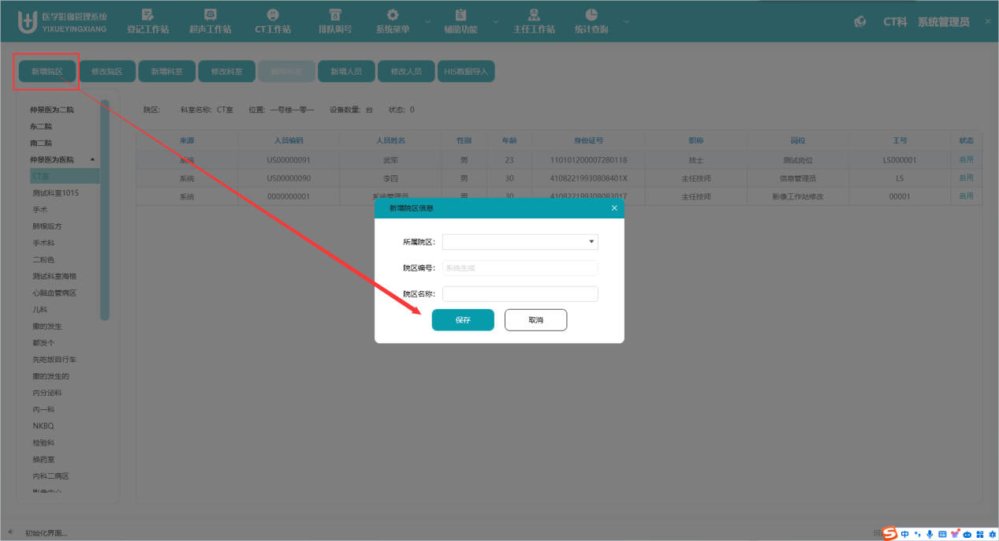 医学影像管理系统
YIXUEYINGXIANG
登记工作站 超声工作站 CT工作站 排队叫号 系统菜单 辅助功能 主任工作站 统计查询
CT科 系统管理员
新增院区 修改院区 新增科室 修改科室 删除科室 新增人员 修改人员 HIS数据导入
仲景医为二院
东二院
南二院
仲景医为医院
CT室
测试科室1015
手术
肺根后方
手术科
二粉色
测试科室海格
心脑血管病区
儿科
撒的发生
都发个
先吃饭自行车
撒的发生的
内分泌科
内一科
NKBQ
检验科
换药室
内科二病区
影像中心
院区: 科室名称: CT室 位置: 一号楼一零一 设备数量: 台 状态: 0
来源 人员编码 人员姓名 性别 年龄 身份证号 职称 岗位 工号 状态
系统 US00000091 武军 男 23 110101200007280118 技士 测试岗位 LS000001 启用
系统 US00000090 李四 男 30 41082219930808401X 主任技师 信息管理员 LS 启用
系统 0000000001 系统管理员 男 30 410822199308083017 主任技师 影像工作站修改 00001 启用
新增院区信息
所属院区:
院区编号: 系统生成
院区名称:
保存 取消
初始化界面...
中